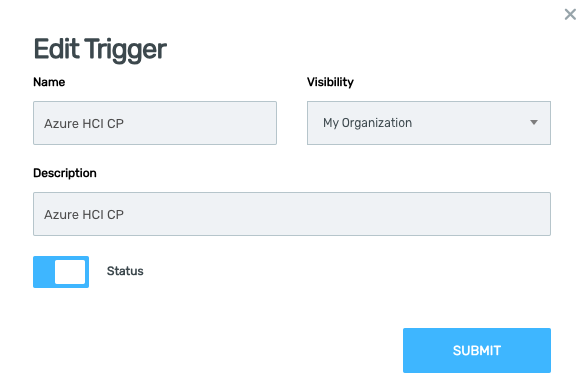 Edit Trigger
Name
Visibility
Azure HCI CP
My Organization
Description
Azure HCI CP
Status
SUBMIT